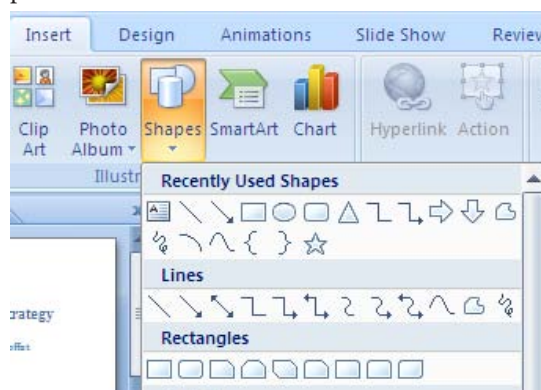 Insert Design Animations Slide Show Review
Clip Art Photo Album Shapes SmartArt Chart Hyperlink Action
Illustr
Recently Used Shapes
Lines
rategy
Rectangles